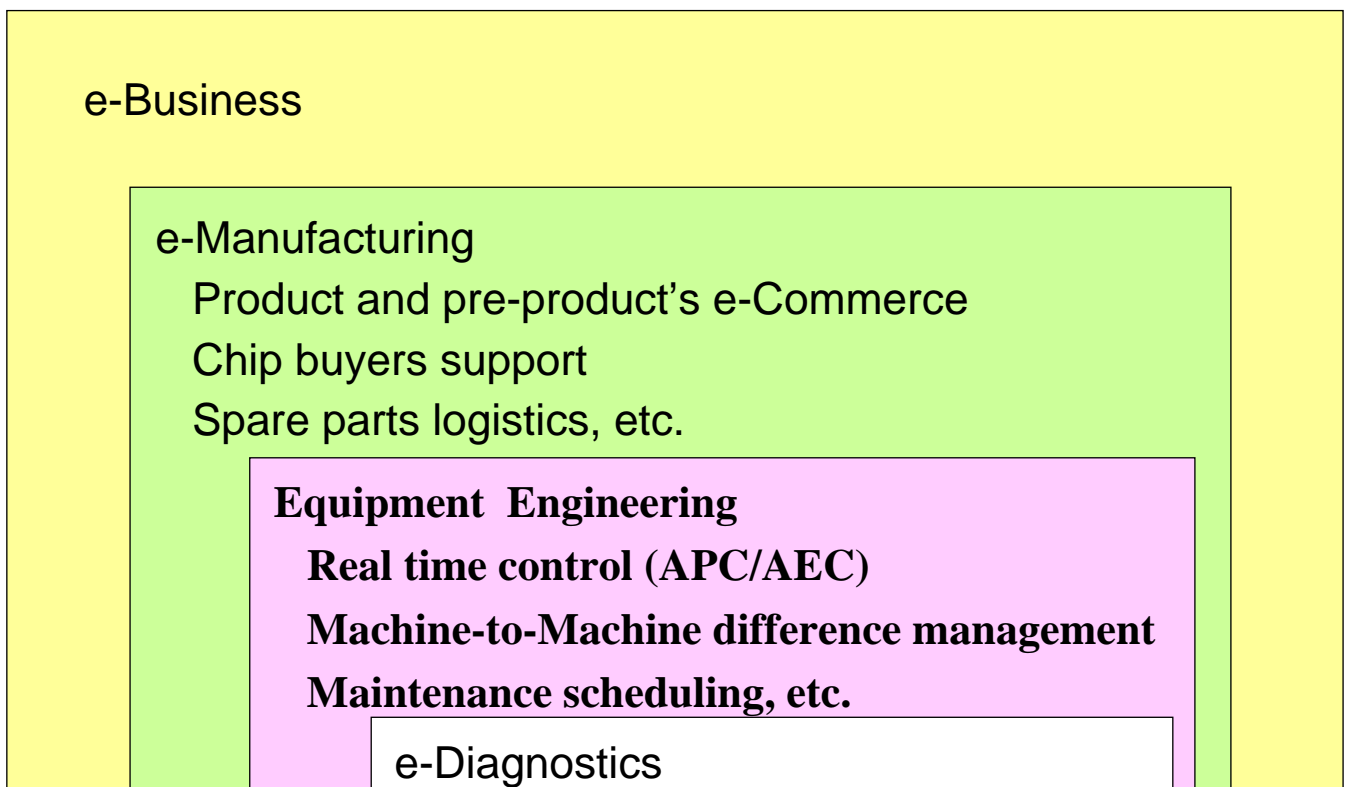 e-Business
e-Manufacturing
Product and pre-product’s e-Commerce
Chip buyers support
Spare parts logistics, etc.
Equipment Engineering
Real time control (APC/AEC)
Machine-to-Machine difference management
Maintenance scheduling, etc.
e-Diagnostics